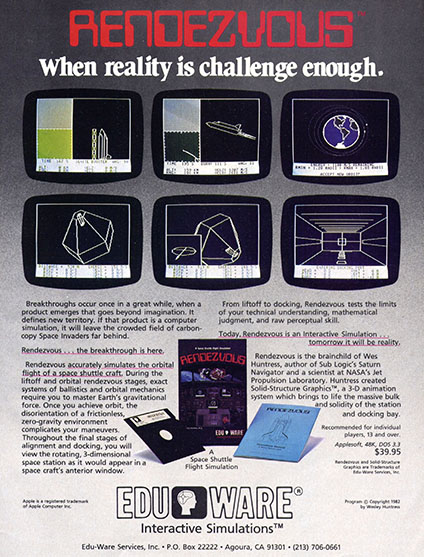 RENDEZVOUS™
When reality is challenge enough.
Breakthroughs occur once in a great while, when a
product emerges that goes beyond imagination. It
defines new territory. If that product is a computer
simulation, it will leave the crowded field of carbon-
copy Space Invaders far behind.
Rendezvous . . . the breakthrough is here.
Rendezvous accurately simulates the orbital
flight of a space shuttle craft. During the
liftoff and orbital rendezvous stages, exact
systems of ballistics and orbital mechanics
require you to master Earth's gravitational
force. Once you achieve orbit, the
disorientation of a frictionless,
zero-gravity environment
complicates your maneuvers.
Throughout the final stages of
alignment and docking, you will
view the rotating, 3-dimensional
space station as it would appear in a
space craft's anterior window.
From liftoff to docking, Rendezvous tests the limits
of your technical understanding, mathematical
judgment, and raw perceptual skill.
Today, Rendezvous is an Interactive Simulation . . .
tomorrow it will be reality.
Rendezvous is the brainchild of Wes
Huntress, author of Sub Logic's Saturn
Navigator and a scientist at NASA's Jet
Propulsion Laboratory. Huntress created
Solid-Structure Graphics™, a 3-D animation
system which brings to life the massive bulk
and solidity of the station
and docking bay.
Recommended for individual
players, 13 and over.
Applesoft, 48K, DOS 3.3
$39.95
Rendezvous and Solid-Structure
Graphics are Trademarks of
Edu-Ware Services, Inc.
RENDEZVOUS
EDU WARE
RENDEZVOUS
A
Space Shuttle
Flight Simulation
Apple is a registered trademark
of Apple Computer Inc.
EDU WARE®
Interactive Simulations™
Program © Copyright 1982
by Wesley Huntress
Edu-Ware Services, Inc. • P.O. Box 22222 • Agoura, CA 91301 • (213) 706-0661